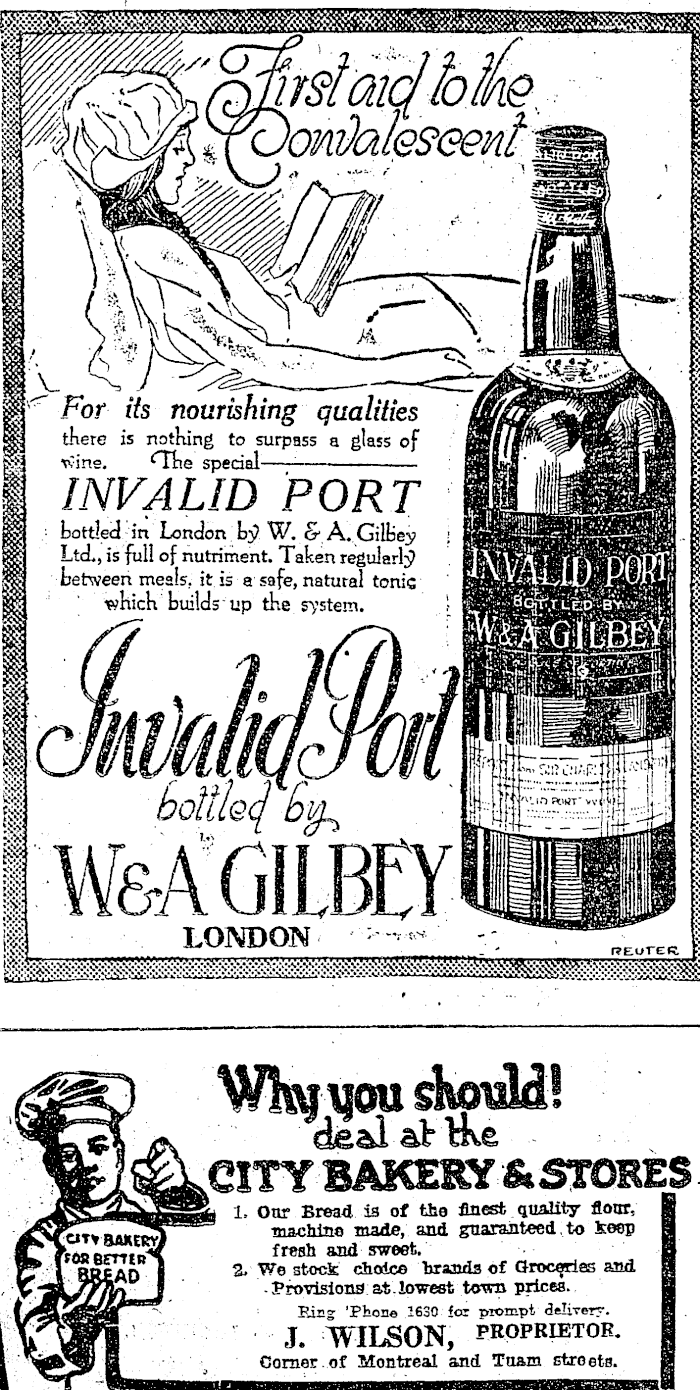 First aid to the
Convalescent
For its nourishing qualities
there is nothing to surpass a glass of
wine. The special
INVALID PORT
bottled in London by W. & A. Gilbey
Ltd., is full of nutriment. Taken regularly
between meals, it is a safe, natural tonic
which builds up the system.
Invalid Port
bottled by
W & A GILBEY
LONDON
INVALID PORT
BOTTLED BY
W & A GILBEY
SIR CHARLES
"INVALID PORT"
REUTER
Why you should!
deal at the
CITY BAKERY & STORES
1. Our Bread is of the finest quality flour,
machine made, and guaranteed to keep
fresh and sweet.
2. We stock choice brands of Groceries and
Provisions at lowest town prices.
Ring 'Phone 1630 for prompt delivery.
J. WILSON, PROPRIETOR.
Corner of Montreal and Tuam streets.
CITY BAKERY
FOR BETTER
BREAD